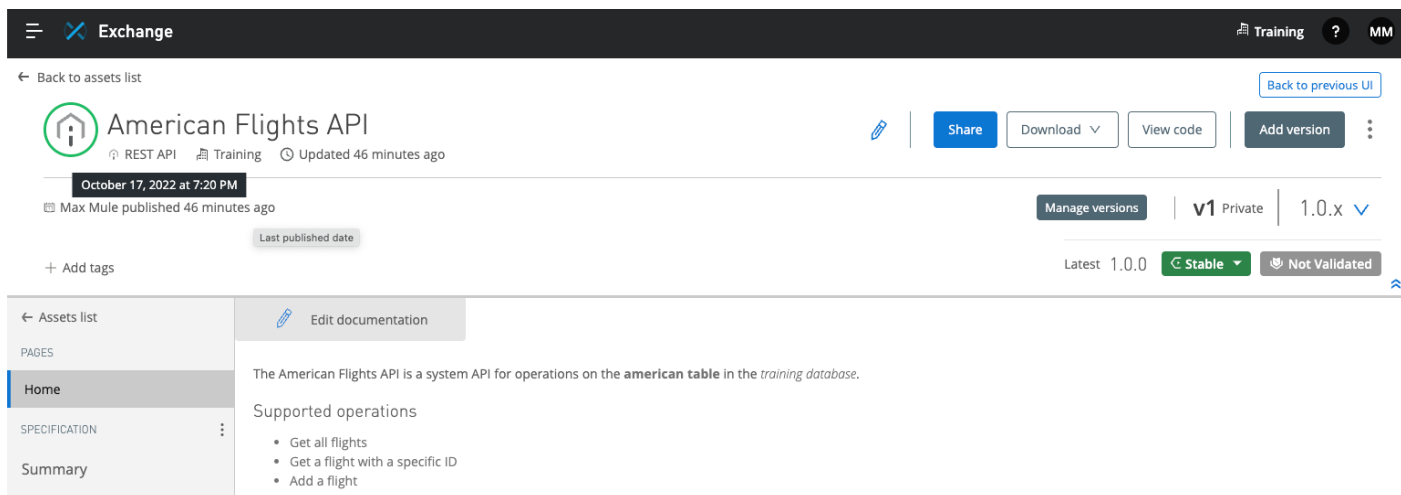 Exchange
Training ? MM
Back to assets list
Back to previous UI
American Flights API
Share Download View code Add version
REST API Training Updated 46 minutes ago
October 17, 2022 at 7:20 PM
Max Mule published 46 minutes ago
Manage versions v1 Private 1.0.x
Last published date
+ Add tags
Latest 1.0.0 Stable Not Validated
Assets list
Edit documentation
PAGES
Home
The American Flights API is a system API for operations on the american table in the training database.
Supported operations
SPECIFICATION
• Get all flights
• Get a flight with a specific ID
Summary
• Add a flight